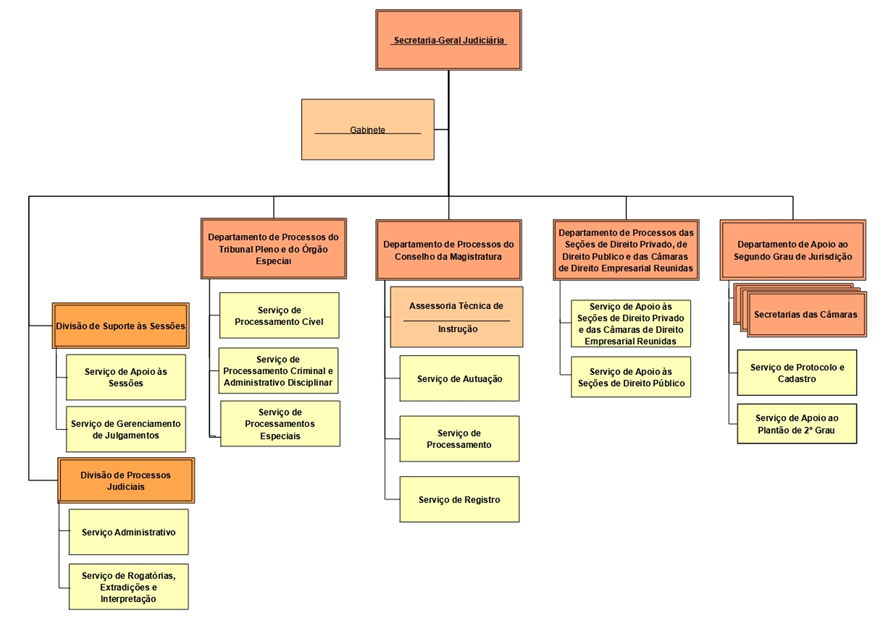 Secretaria-Geral Judiciária
Gabinete
Departamento de Processos do
Tribunal Pleno e do Órgão
Especial
Departamento de Processos do
Conselho da Magistratura
Departamento de Processos das
Seções de Direito Privado, de
Direito Publico e das Câmaras
de Direito Empresarial Reunidas
Departamento de Apoio ao
Segundo Grau de Jurisdição
Divisão de Suporte às Sessões
Serviço de Apoio às
Sessões
Serviço de Gerenciamento
de Julgamentos
Divisão de Processos
Judiciais
Serviço Administrativo
Serviço de Rogatórias,
Extradições e
Interpretação
Serviço de
Processamento Cível
Serviço de
Processamento Criminal e
Administrativo Disciplinar
Serviço de
Processamentos
Especiais
Assessoria Técnica de
Instrução
Serviço de Autuação
Serviço de
Processamento
Serviço de Registro
Serviço de Apoio às
Seções de Direito Privado
e das Câmaras de Direito
Empresarial Reunidas
Serviço de Apoio às
Seções de Direito Público
Secretarias das Câmaras
Serviço de Protocolo e
Cadastro
Serviço de Apoio ao
Plantão de 2º Grau